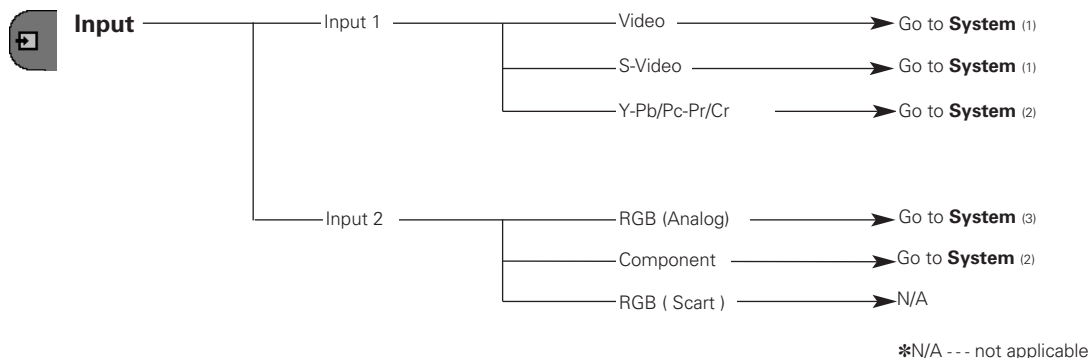 Input
Input 1
Video
Go to System (1)
S-Video
Go to System (1)
Y-Pb/Pc-Pr/Cr
Go to System (2)
Input 2
RGB (Analog)
Go to System (3)
Component
Go to System (2)
RGB ( Scart )
N/A
✻N/A - - - not applicable